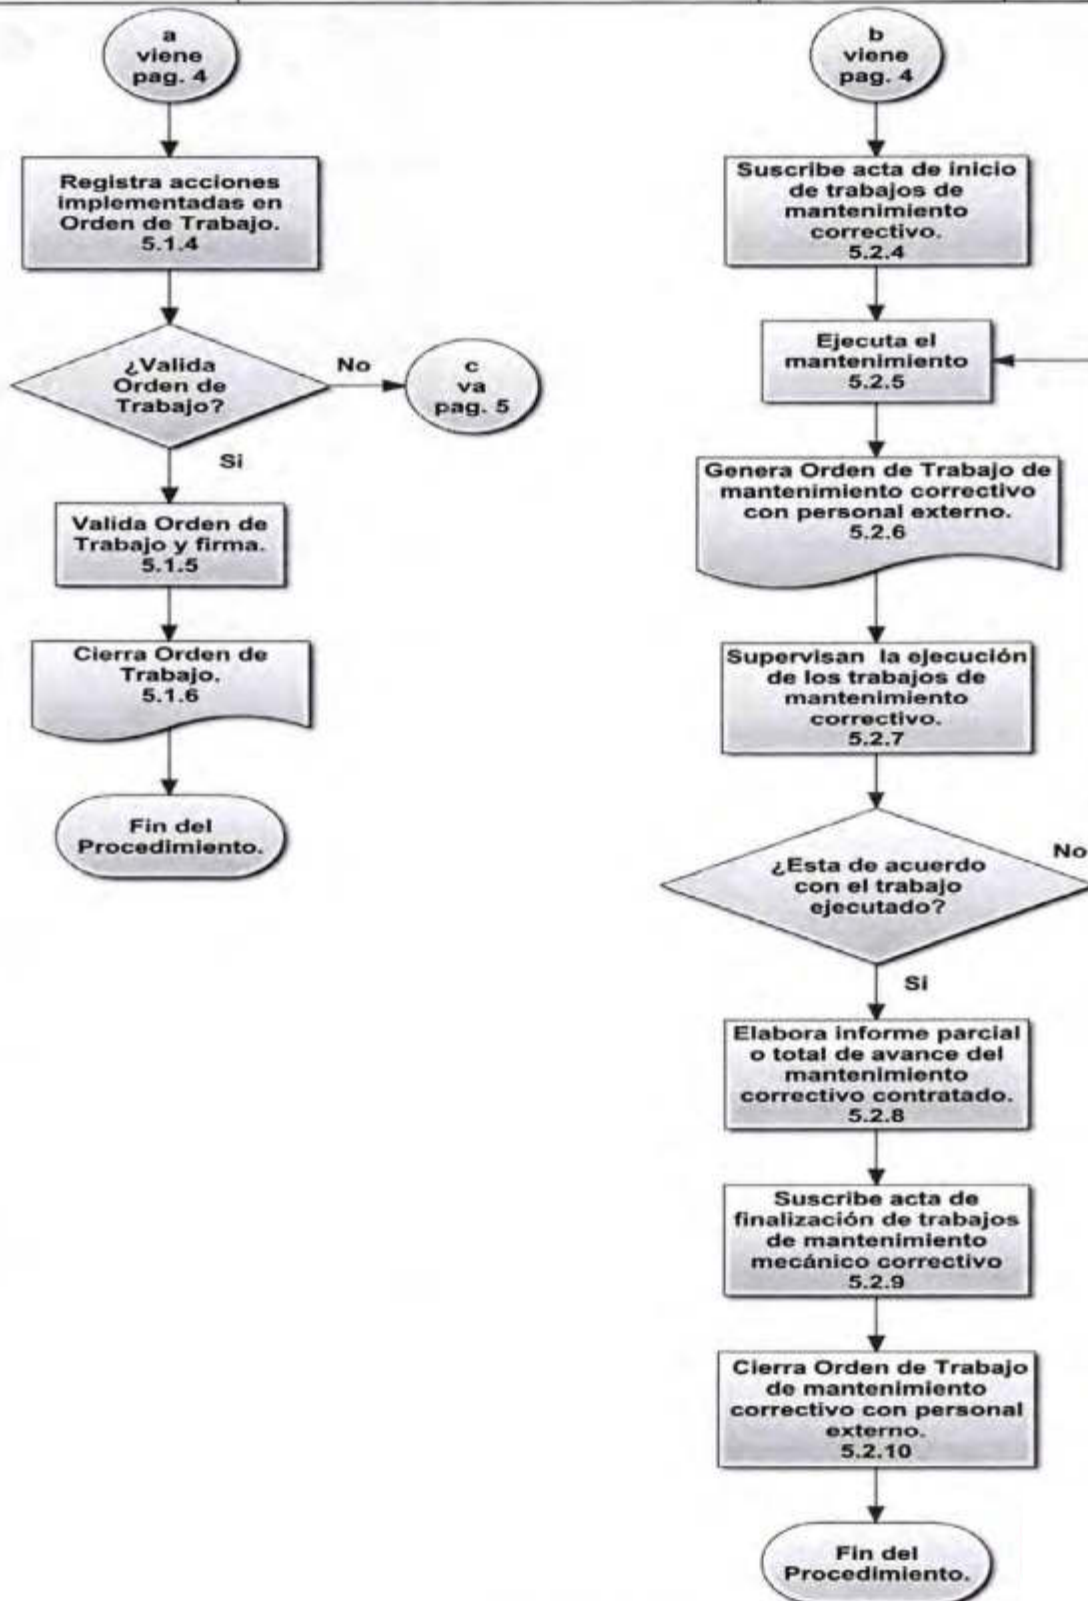 a
viene
pag. 4
Registra acciones
implementadas en
Orden de Trabajo.
5.1.4
¿Valida
Orden de
Trabajo?
No
c
va
pag. 5
Si
Valida Orden de
Trabajo y firma.
5.1.5
Cierra Orden de
Trabajo.
5.1.6
Fin del
Procedimiento.
b
viene
pag. 4
Suscribe acta de inicio
de trabajos de
mantenimiento
correctivo.
5.2.4
Ejecuta el
mantenimiento
5.2.5
Genera Orden de Trabajo de
mantenimiento correctivo
con personal externo.
5.2.6
Supervisan la ejecución
de los trabajos de
mantenimiento
correctivo.
5.2.7
¿Esta de acuerdo
con el trabajo
ejecutado?
No
Si
Elabora informe parcial
o total de avance del
mantenimiento
correctivo contratado.
5.2.8
Suscribe acta de
finalización de trabajos
de mantenimiento
mecánico correctivo
5.2.9
Cierra Orden de Trabajo
de mantenimiento
correctivo con personal
externo.
5.2.10
Fin del
Procedimiento.